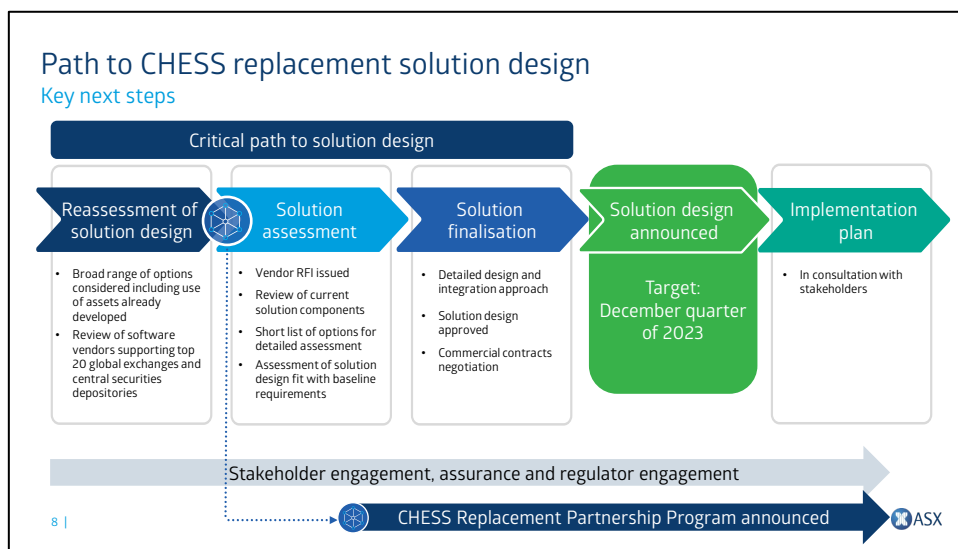 Path to CHESS replacement solution design
Key next steps
Critical path to solution design
Reassessment of
solution design
• Broad range of options
considered including use
of assets already
developed
• Review of software
vendors supporting top
20 global exchanges and
central securities
depositories
Solution
assessment
• Vendor RFI issued
• Review of current
solution components
• Short list of options for
detailed assessment
• Assessment of solution
design fit with baseline
requirements
Solution
finalisation
• Detailed design and
integration approach
• Solution design
approved
• Commercial contracts
negotiation
Solution design
announced
Target:
December quarter
of 2023
Implementation
plan
• In consultation with
stakeholders
Stakeholder engagement, assurance and regulator engagement
CHESS Replacement Partnership Program announced
8 |
ASX